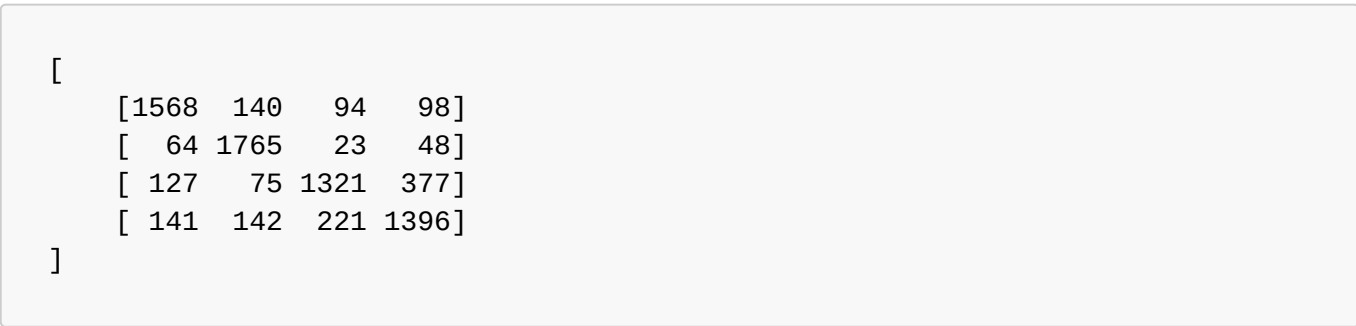 [
    [1568  140   94   98]
    [  64 1765   23   48]
    [ 127   75 1321  377]
    [ 141  142  221 1396]
]